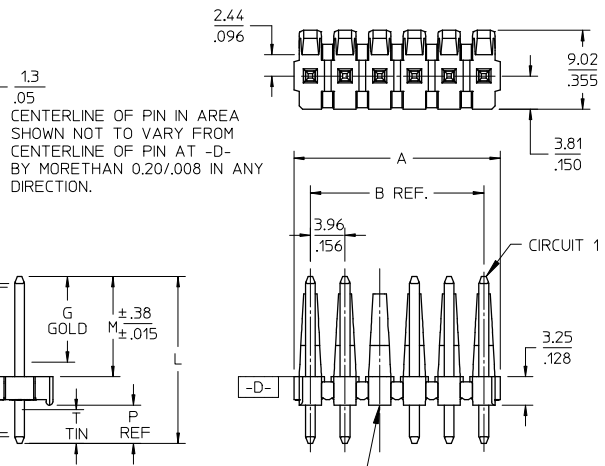 2.44
.096
9.02
.355
1.3
.05
CENTERLINE OF PIN IN AREA
SHOWN NOT TO VARY FROM
CENTERLINE OF PIN AT -D-
BY MORETHAN 0.20/.008 IN ANY
DIRECTION.
3.81
.150
A
B REF.
3.96
.156
CIRCUIT 1
G
GOLD
M ±.38
±.015
L
3.25
.128
-D-
T
TIN
P
REF